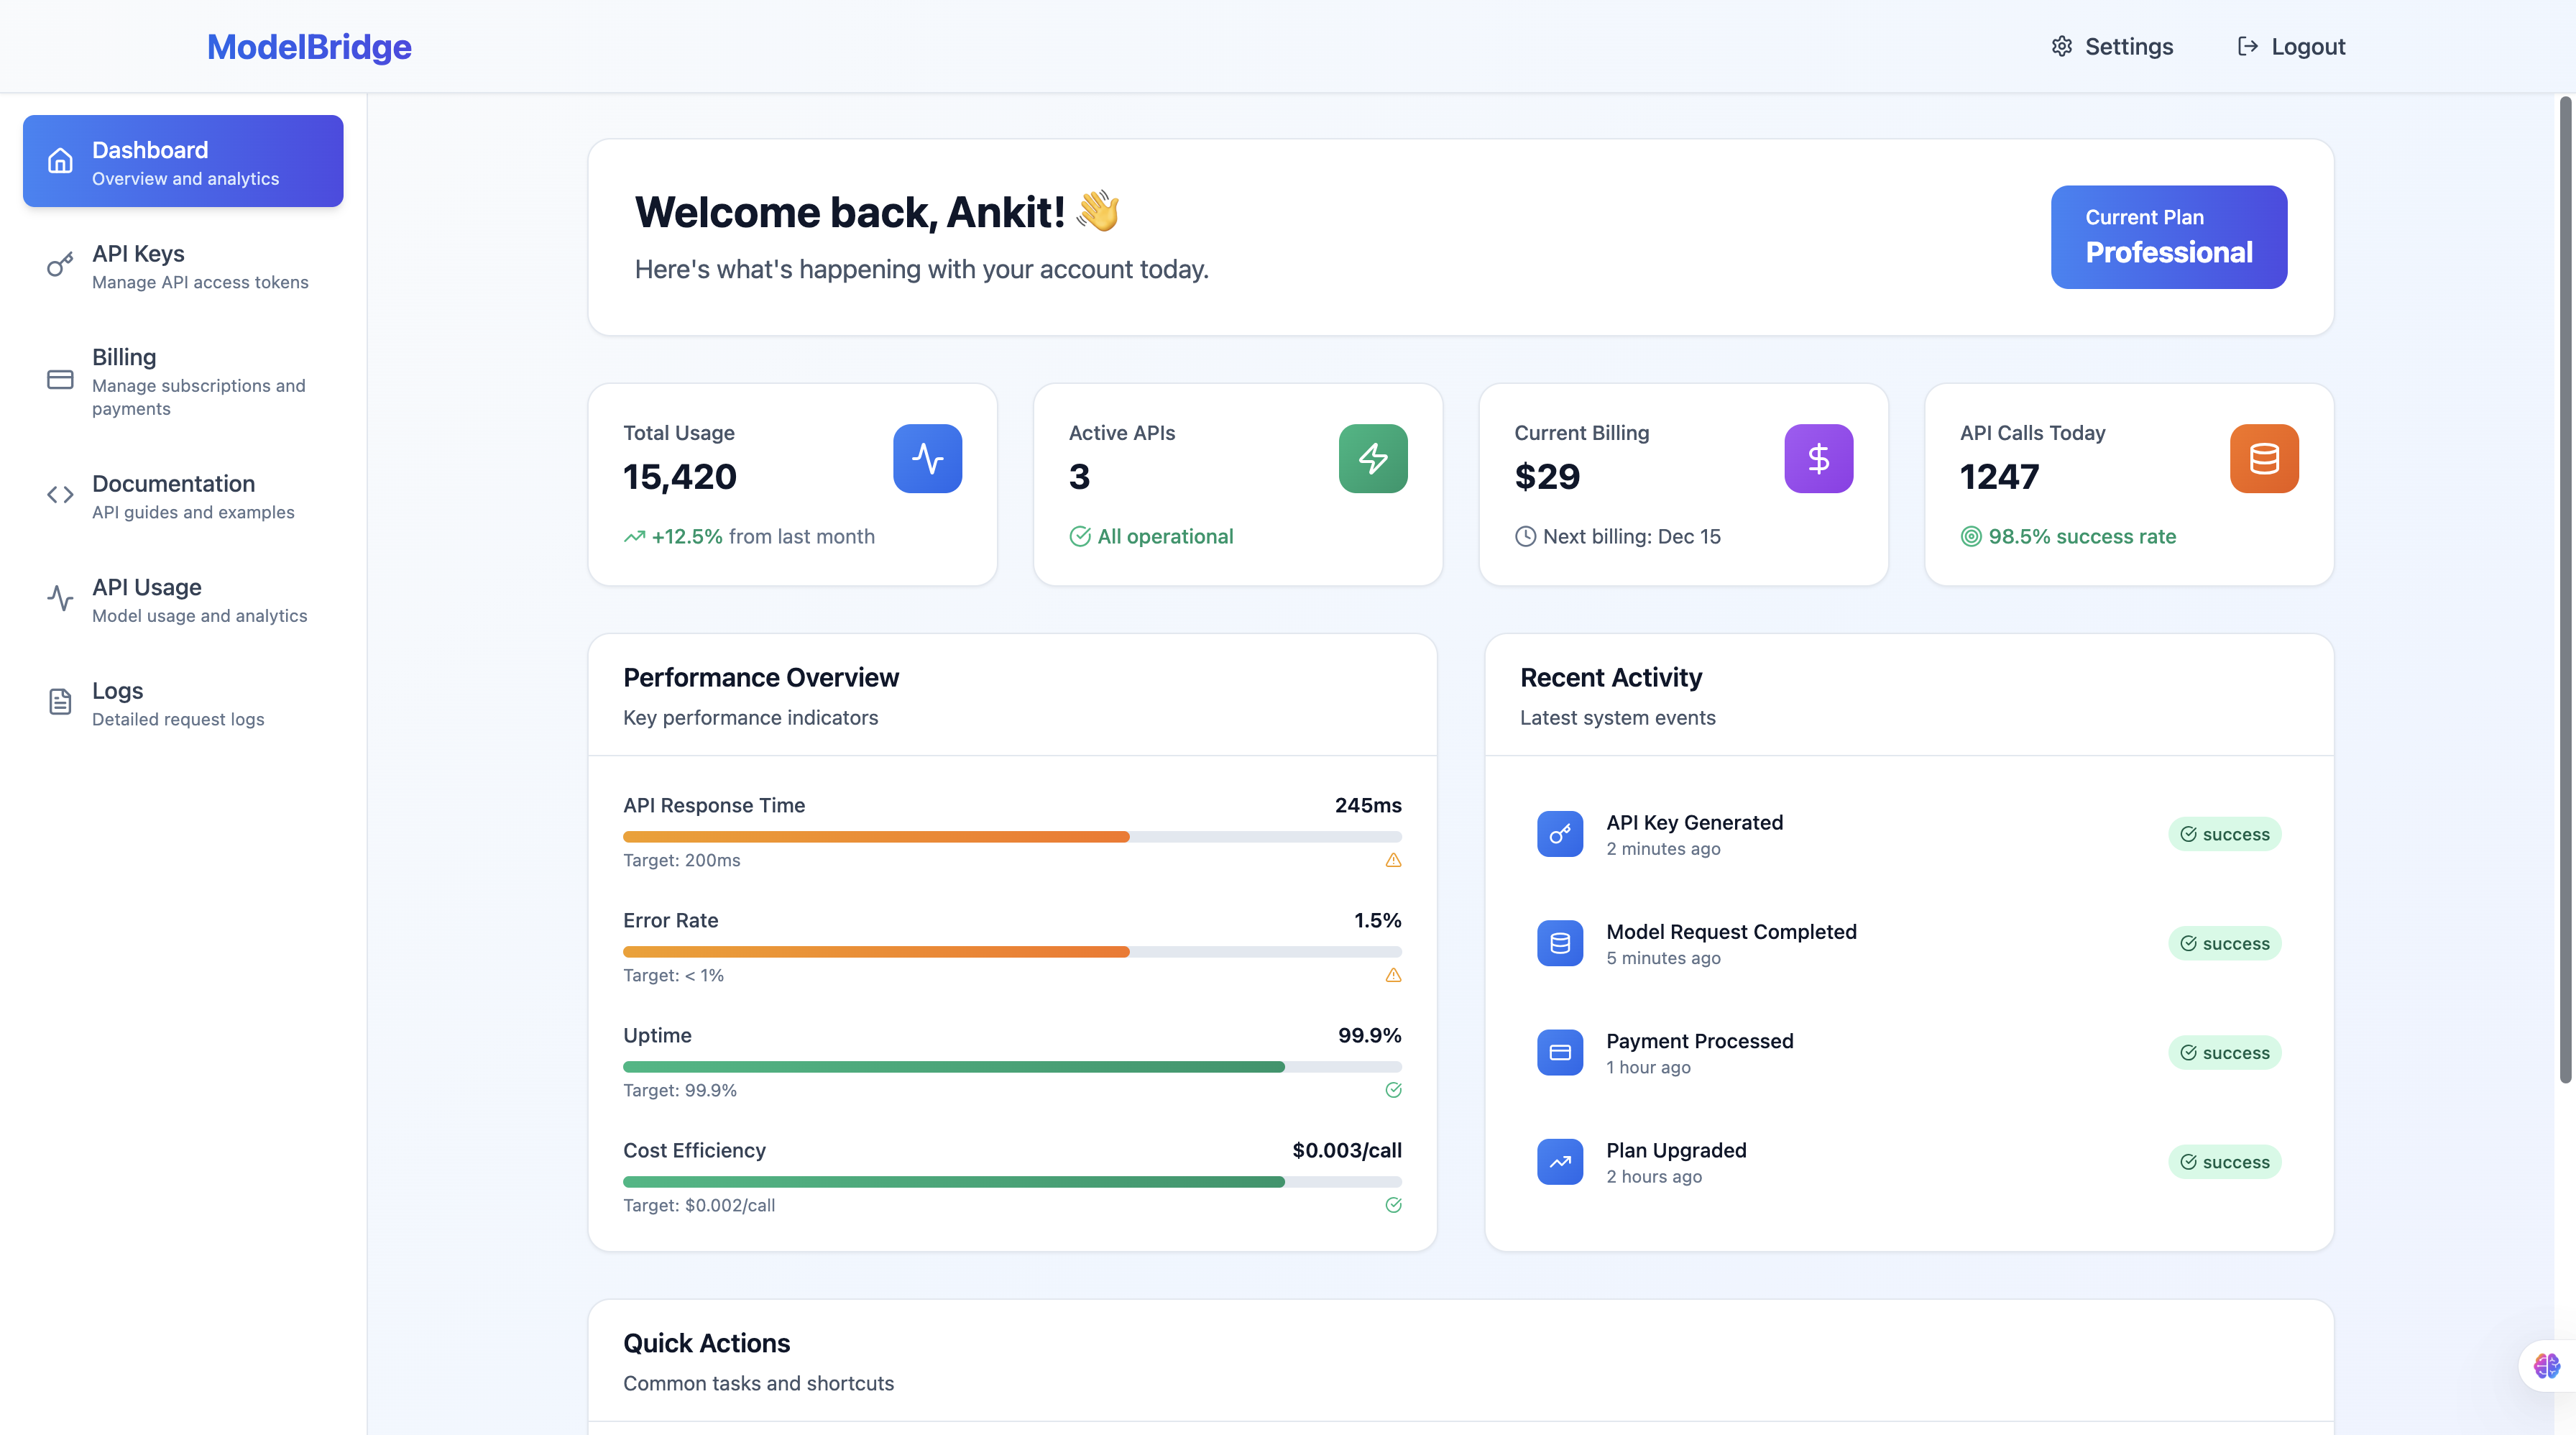 ModelBridge
Settings
Logout
Dashboard
Overview and analytics
API Keys
Manage API access tokens
Billing
Manage subscriptions and
payments
Documentation
API guides and examples
API Usage
Model usage and analytics
Logs
Detailed request logs
Welcome back, Ankit! 👋
Here's what's happening with your account today.
Current Plan
Professional
Total Usage
15,420
+12.5% from last month
Active APIs
3
All operational
Current Billing
$29
Next billing: Dec 15
API Calls Today
1247
98.5% success rate
Performance Overview
Key performance indicators
API Response Time
245ms
Target: 200ms
Error Rate
1.5%
Target: < 1%
Uptime
99.9%
Target: 99.9%
Cost Efficiency
$0.003/call
Target: $0.002/call
Recent Activity
Latest system events
API Key Generated
2 minutes ago
success
Model Request Completed
5 minutes ago
success
Payment Processed
1 hour ago
success
Plan Upgraded
2 hours ago
success
Quick Actions
Common tasks and shortcuts